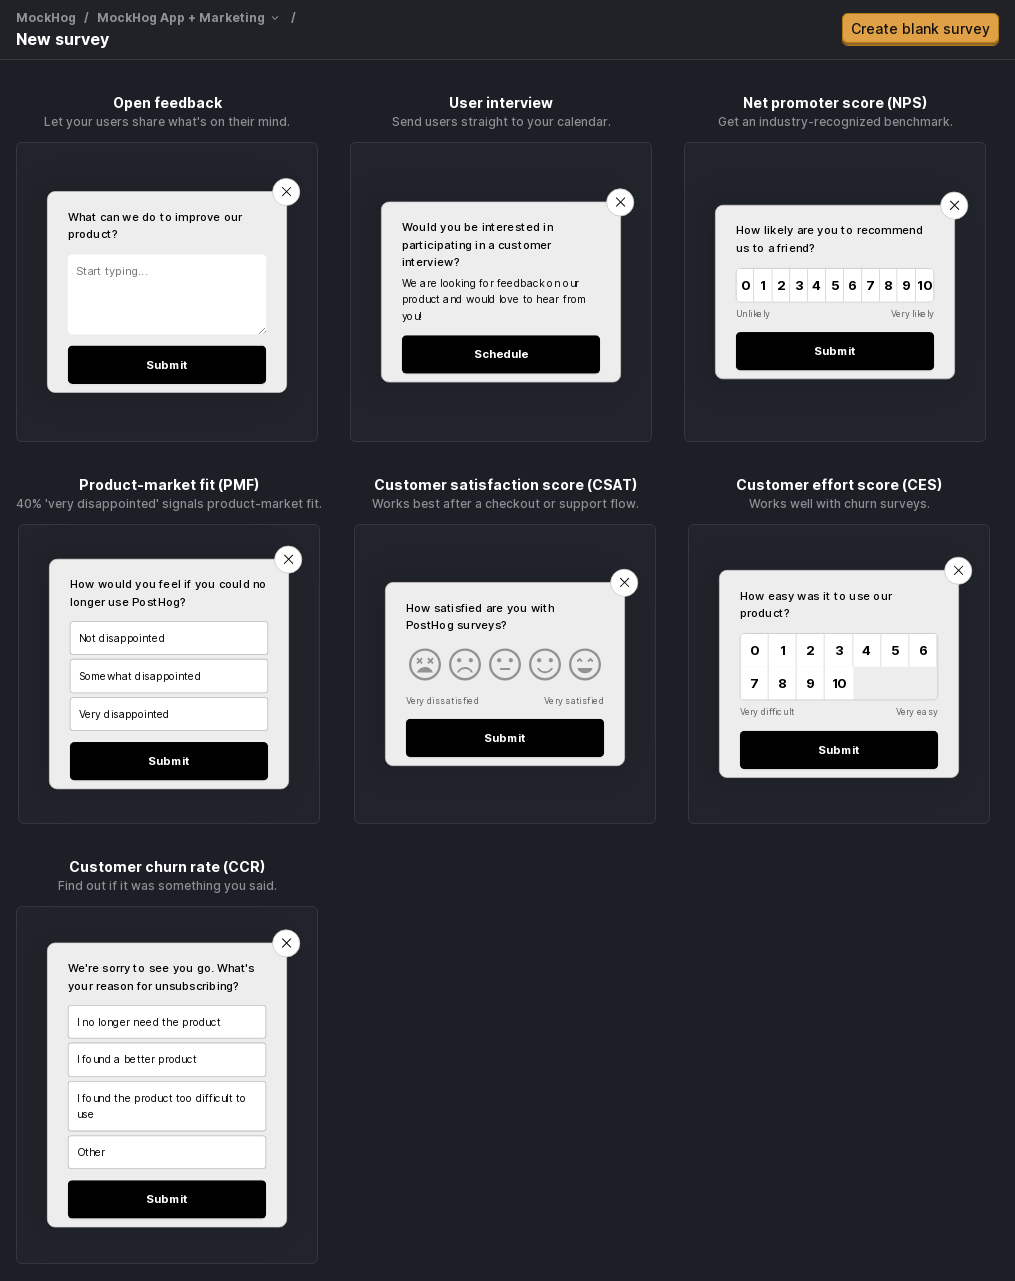 MockHog / MockHog App + Marketing /
New survey
Create blank survey
Open feedback
Let your users share what's on their mind.
What can we do to improve our
product?
Start typing...
Submit
User interview
Send users straight to your calendar.
Would you be interested in
participating in a customer
interview?
We are looking for feedback on our
product and would love to hear from
you!
Schedule
Net promoter score (NPS)
Get an industry-recognized benchmark.
How likely are you to recommend
us to a friend?
0 1 2 3 4 5 6 7 8 9 10
Unlikely Very likely
Submit
Product-market fit (PMF)
40% 'very disappointed' signals product-market fit.
How would you feel if you could no
longer use PostHog?
Not disappointed
Somewhat disappointed
Very disappointed
Submit
Customer satisfaction score (CSAT)
Works best after a checkout or support flow.
How satisfied are you with
PostHog surveys?
Very dissatisfied Very satisfied
Submit
Customer effort score (CES)
Works well with churn surveys.
How easy was it to use our
product?
0 1 2 3 4 5 6
7 8 9 10
Very difficult Very easy
Submit
Customer churn rate (CCR)
Find out if it was something you said.
We're sorry to see you go. What's
your reason for unsubscribing?
I no longer need the product
I found a better product
I found the product too difficult to
use
Other
Submit